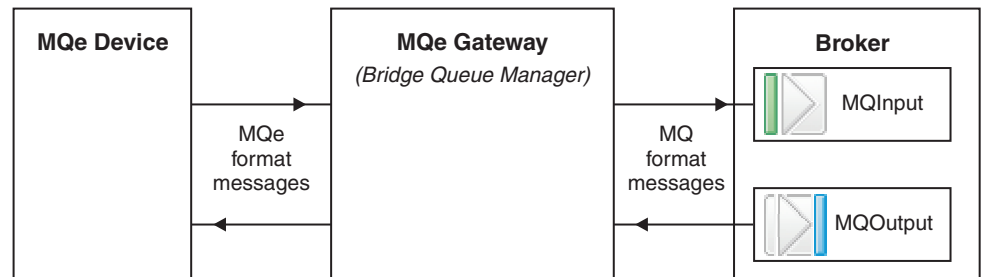 MQe Device
MQe Gateway
(Bridge Queue Manager)
Broker
MQInput
MQe
format
messages
MQ
format
messages
MQOutput